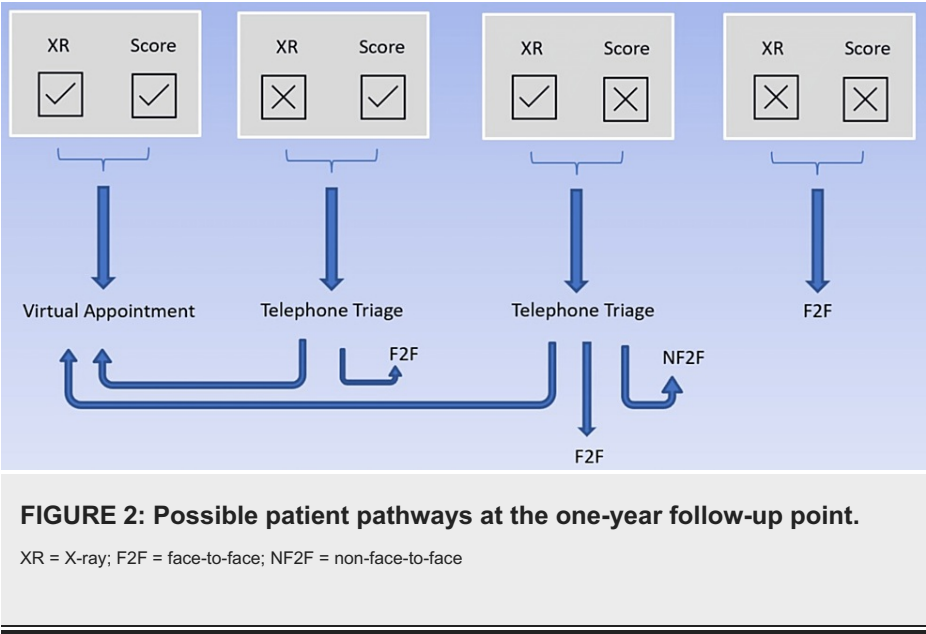 XR Score XR Score XR Score XR Score
Virtual Appointment Telephone Triage Telephone Triage F2F
F2F NF2F
F2F
FIGURE 2: Possible patient pathways at the one-year follow-up point.
XR = X-ray; F2F = face-to-face; NF2F = non-face-to-face